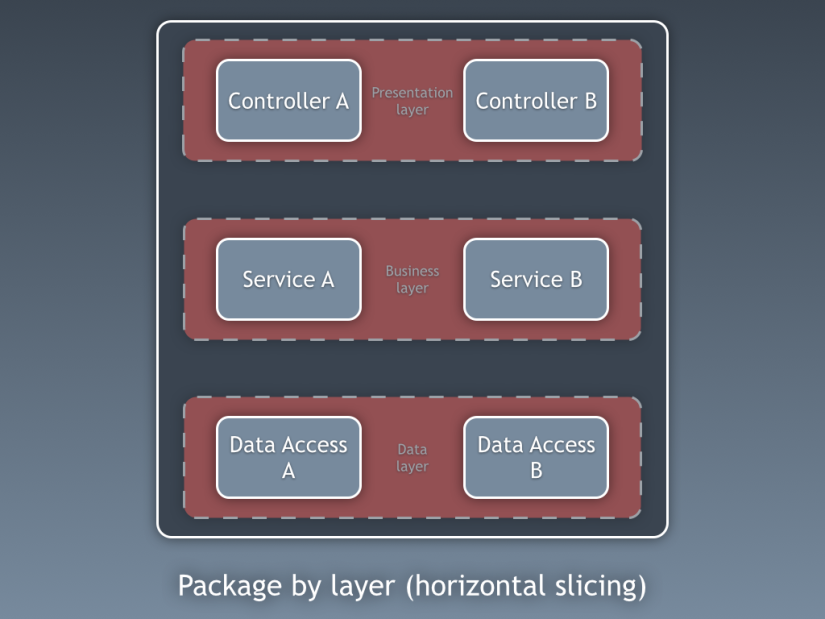 Controller A
Presentation
layer
Controller B
Service A
Business
layer
Service B
Data Access
A
Data
layer
Data Access
B
Package by layer (horizontal slicing)